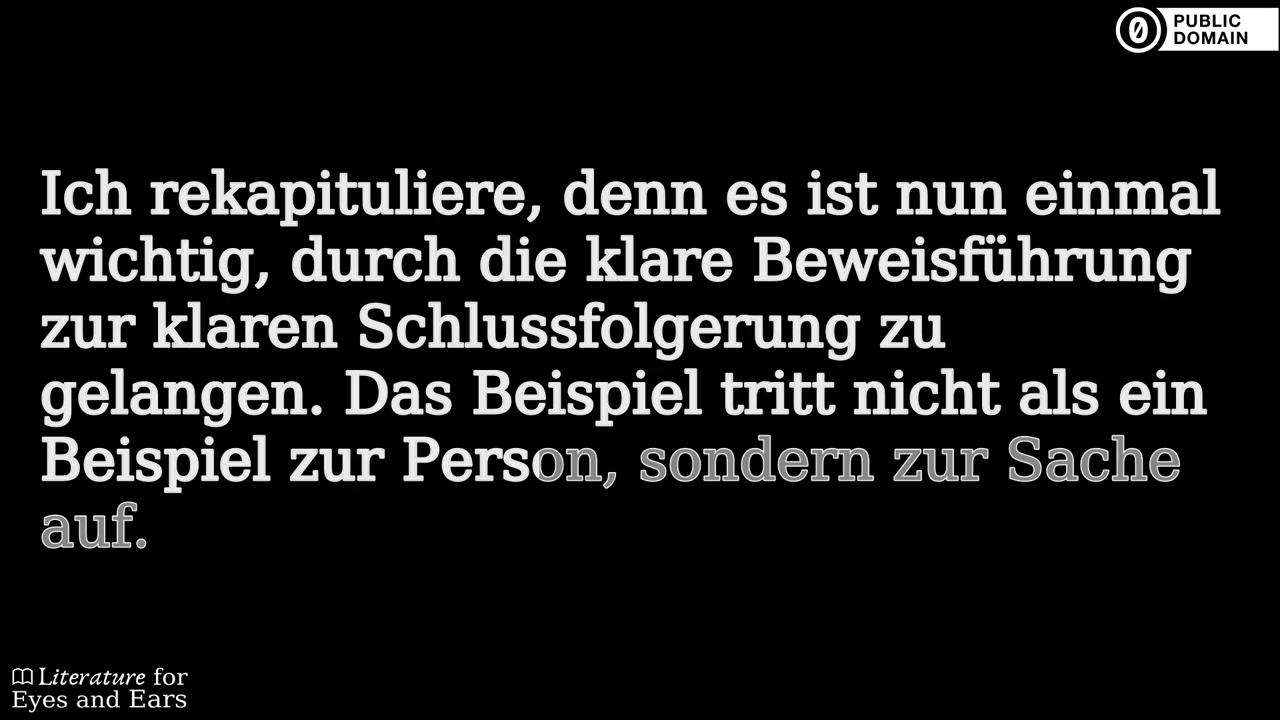 PUBLIC
DOMAIN
Ich rekapituliere, denn es ist nun einmal
wichtig, durch die klare Beweisführung
zur klaren Schlussfolgerung zu
gelangen. Das Beispiel tritt nicht als ein
Beispiel zur Person, sondern zur Sache
auf.
Literature for
Eyes and Ears